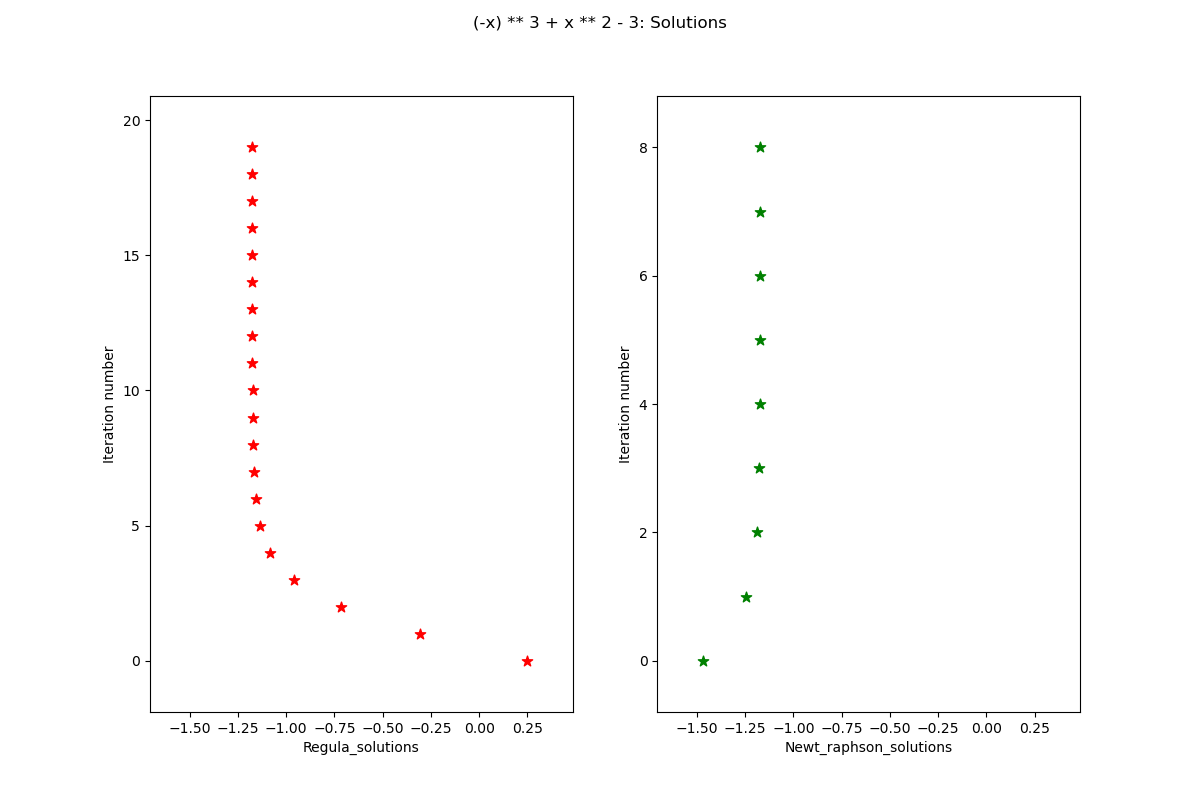 (-x) ** 3 + x ** 2 - 3: Solutions
20
15
10
5
0
Iteration number
−1.50 −1.25 −1.00 −0.75 −0.50 −0.25 0.00 0.25
Regula_solutions
8
6
4
2
0
Iteration number
−1.50 −1.25 −1.00 −0.75 −0.50 −0.25 0.00 0.25
Newt_raphson_solutions